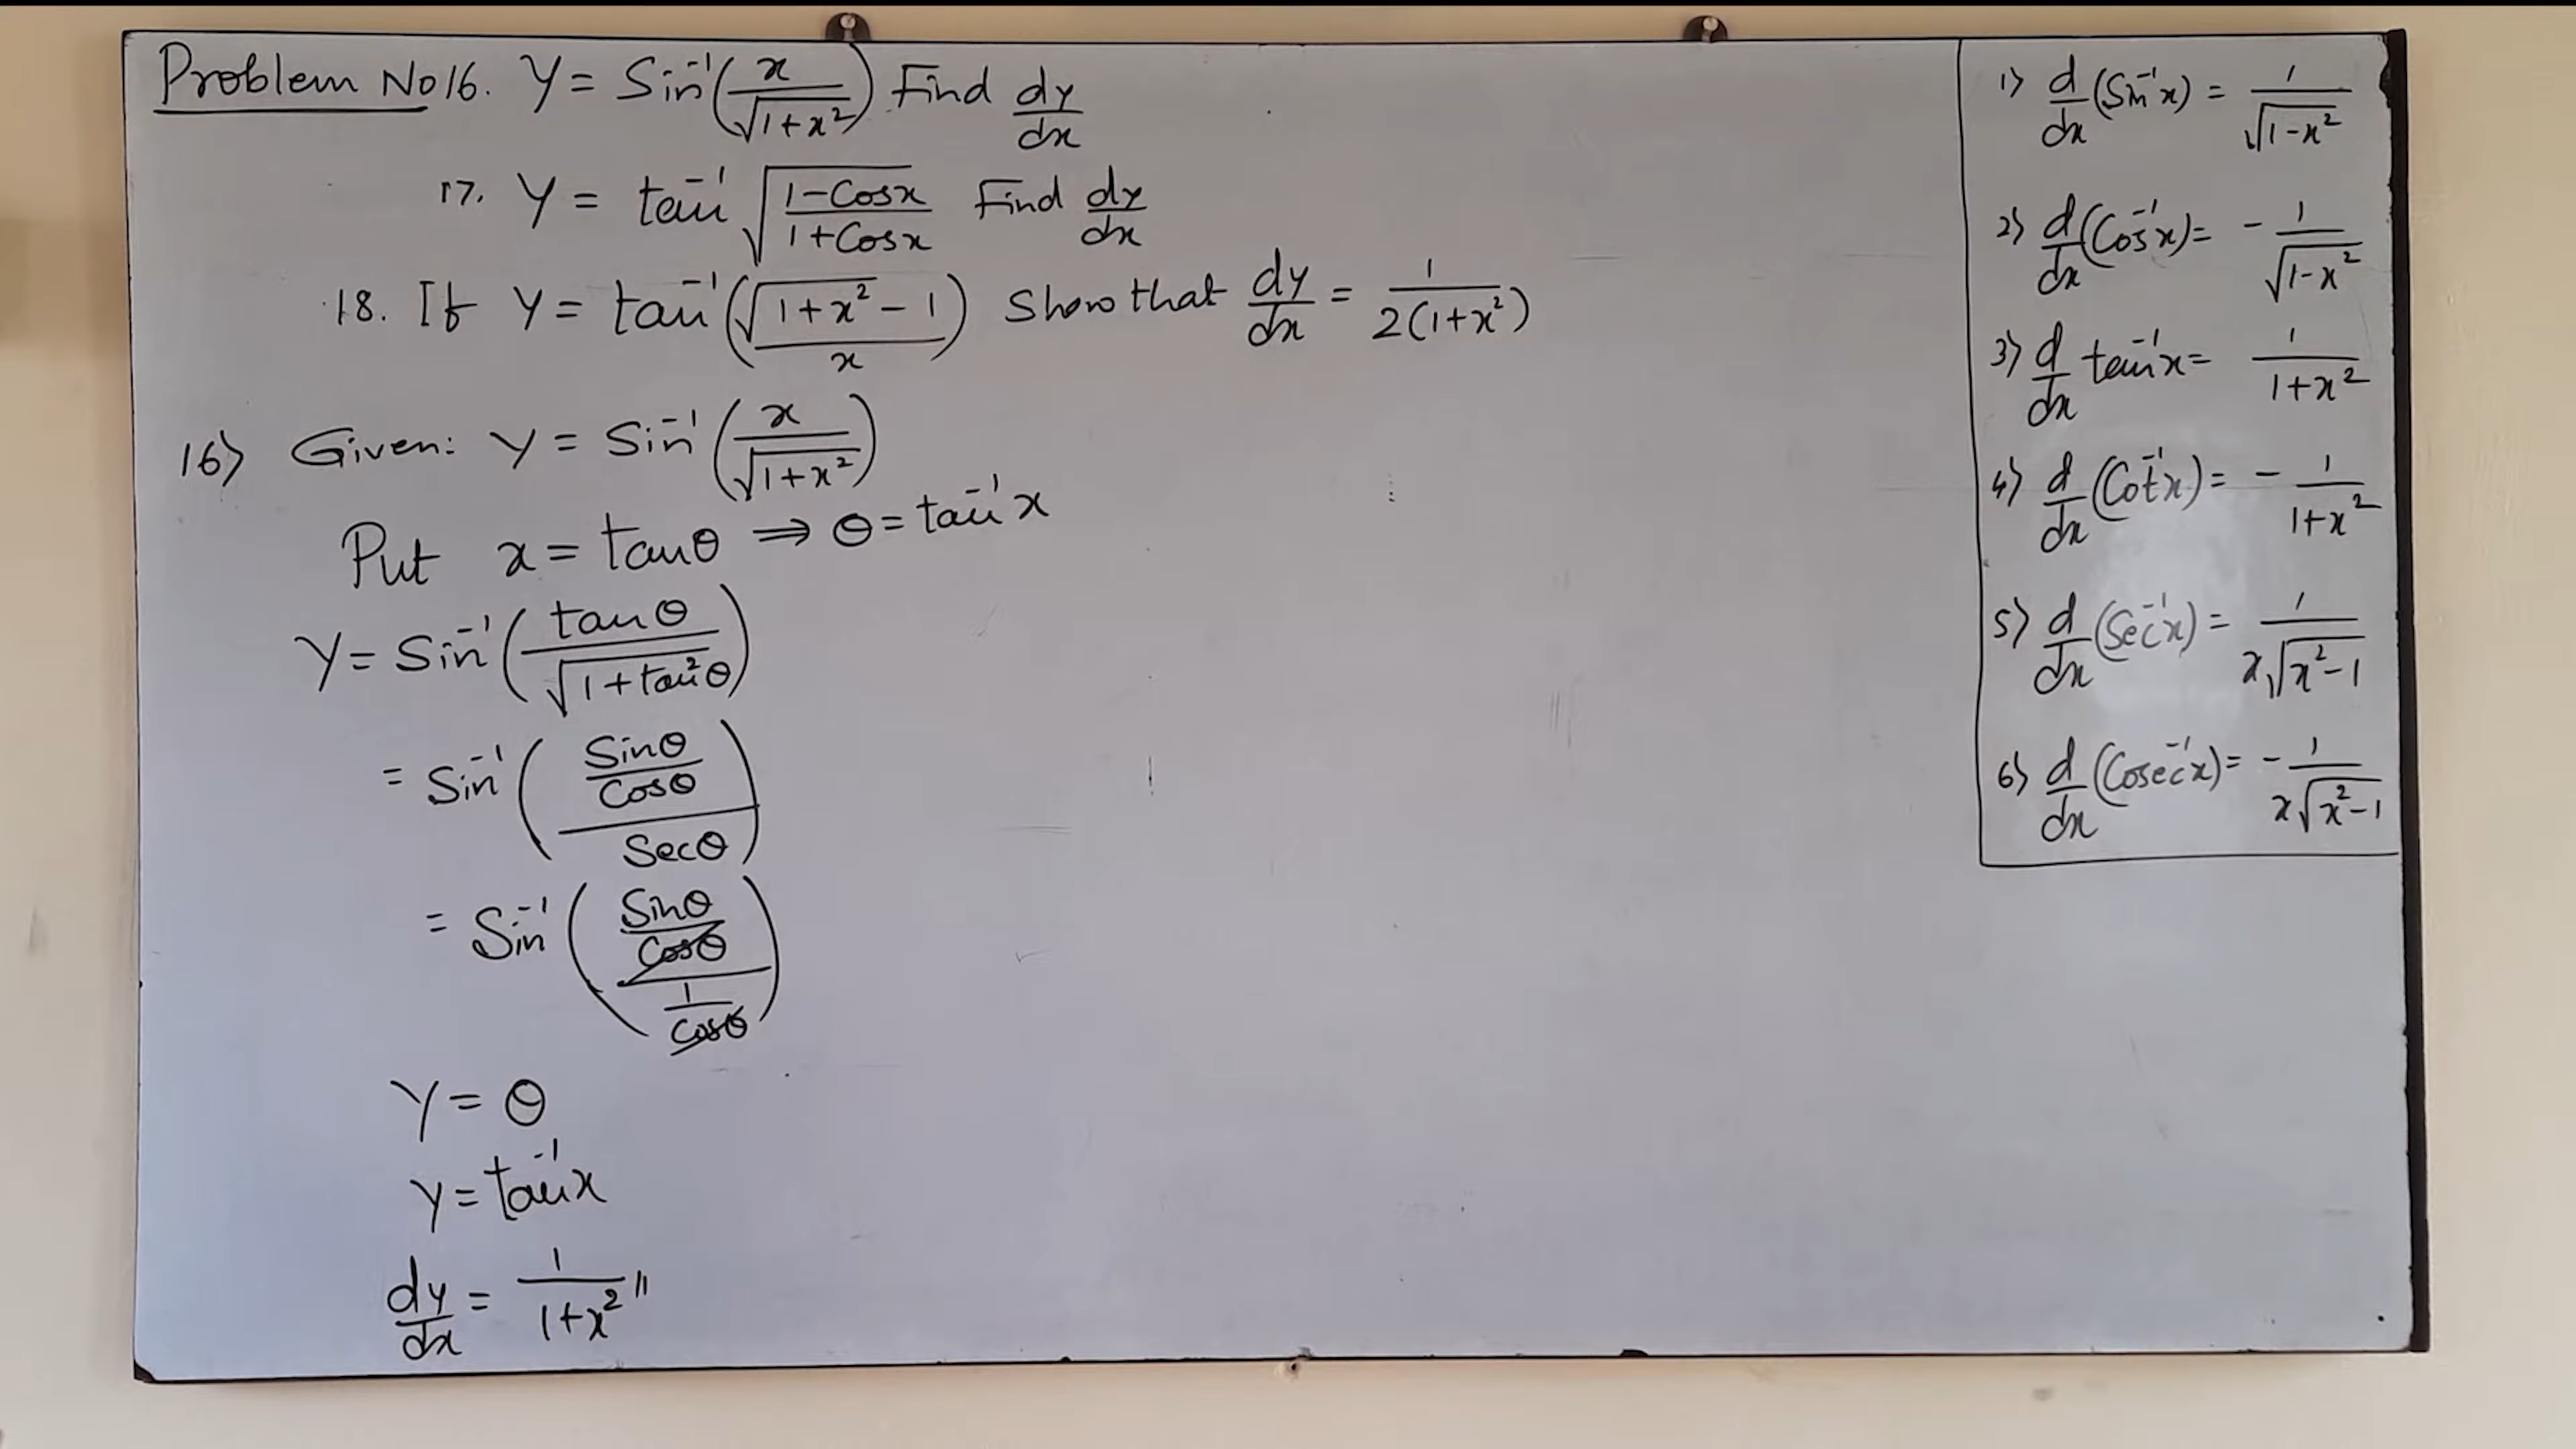 Problem No 16. Y = Sin⁻¹(x/√(1+x²)) Find dy/dx
17. Y = tan⁻¹ √((1-Cosx)/(1+Cosx)) Find dy/dx
18. If Y = tan⁻¹((√(1+x²) - 1)/x) Show that dy/dx = 1/(2(1+x²))
16) Given: Y = Sin⁻¹(x/√(1+x²))
Put x = tanθ ⇒ θ = tan⁻¹x
Y = Sin⁻¹(tanθ/√(1+tan²θ))
= Sin⁻¹((Sinθ/Cosθ)/Secθ)
= Sin⁻¹((Sinθ/Cosθ)/(1/Cosθ))
Y = θ
y = tan⁻¹x
dy/dx = 1/(1+x²) "
1) d/dx (Sin⁻¹x) = 1/√(1-x²)
2) d/dx (Cos⁻¹x) = - 1/√(1-x²)
3) d/dx tan⁻¹x = 1/(1+x²)
4) d/dx (Cot⁻¹x) = - 1/(1+x²)
5) d/dx (Sec⁻¹x) = 1/(x√(x²-1))
6) d/dx (Cosec⁻¹x) = - 1/(x√(x²-1))